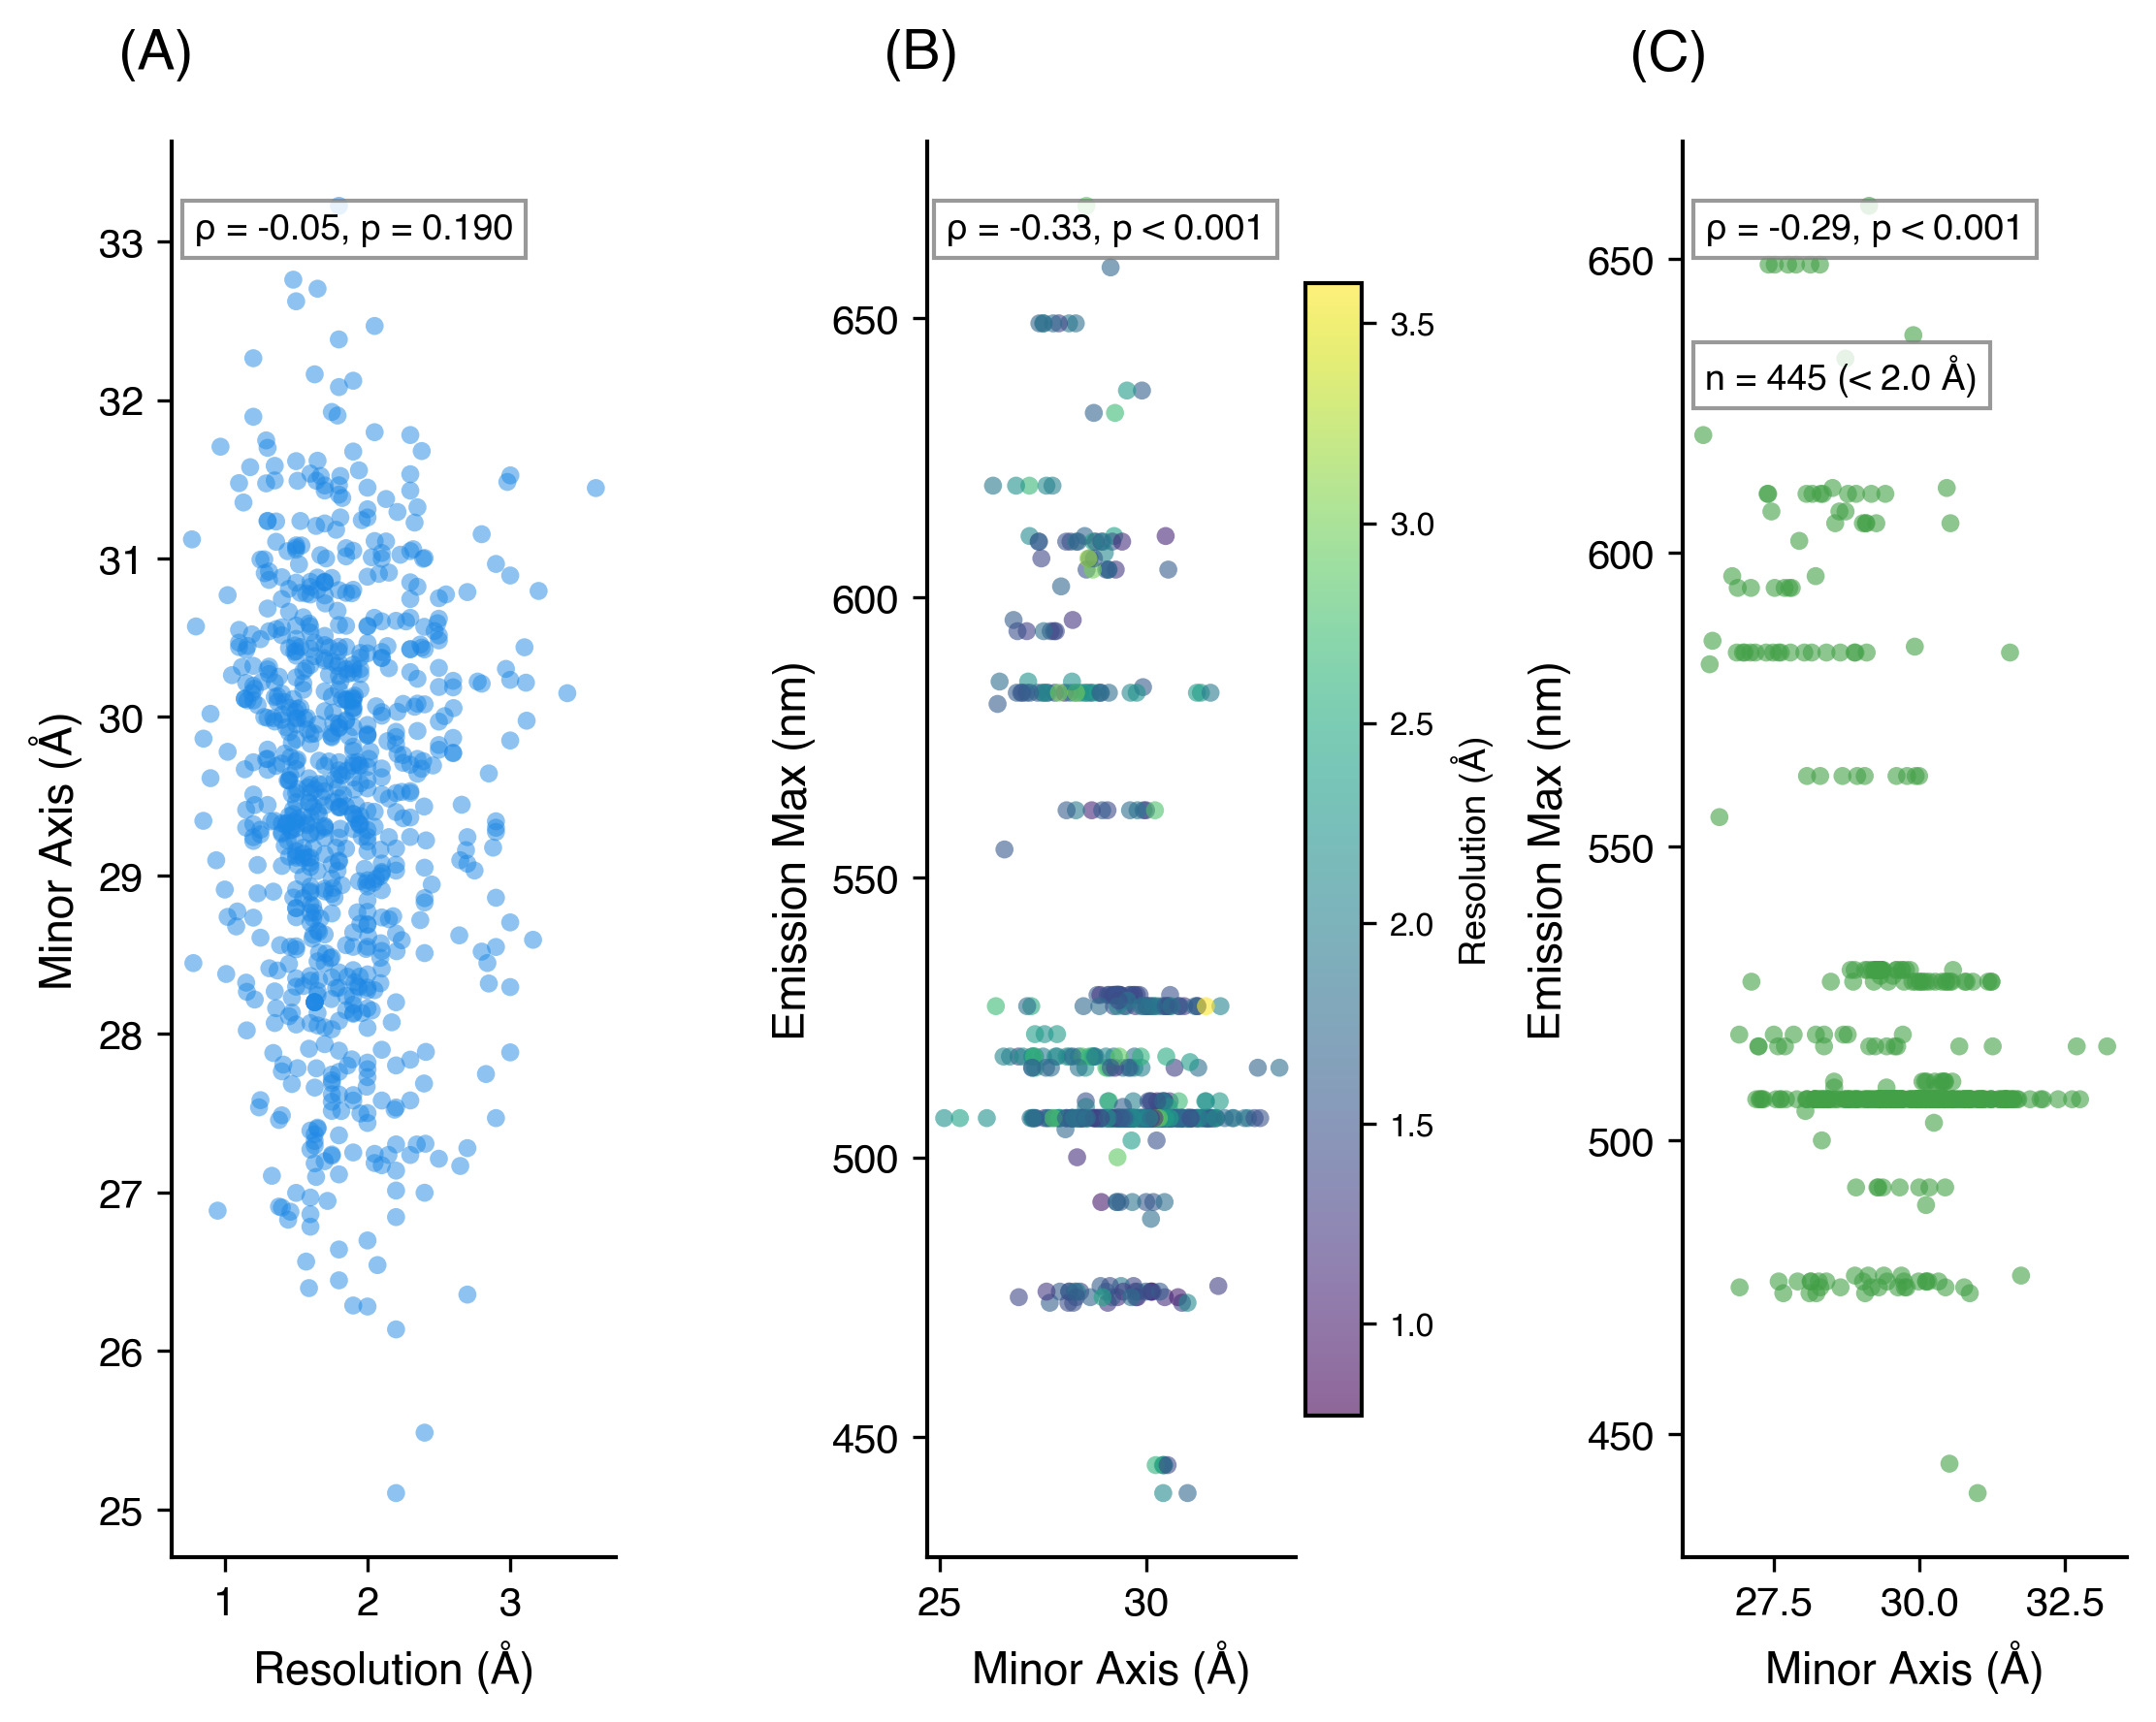 (A)
33
32
31
30
29
28
27
26
25
1
2
3
Minor Axis (Å)
Resolution (Å)
ρ = -0.05, p = 0.190
(B)
650
600
550
500
450
25
30
Emission Max (nm)
Minor Axis (Å)
ρ = -0.33, p < 0.001
3.5
3.0
2.5
2.0
1.5
1.0
Resolution (Å)
(C)
650
600
550
500
450
27.5
30.0
32.5
Emission Max (nm)
Minor Axis (Å)
ρ = -0.29, p < 0.001
n = 445 (< 2.0 Å)